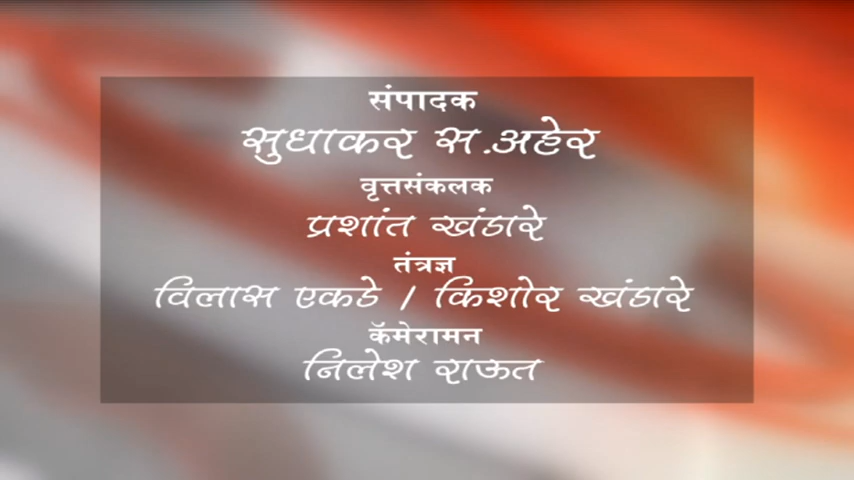 संपादक
सुधाकर स.अहेर
वृत्तसंकलक
प्रशांत खंडारे
तंत्रज्ञ
विलास एकडे / किशोर खंडारे
कॅमेरामन
निलेश राऊत